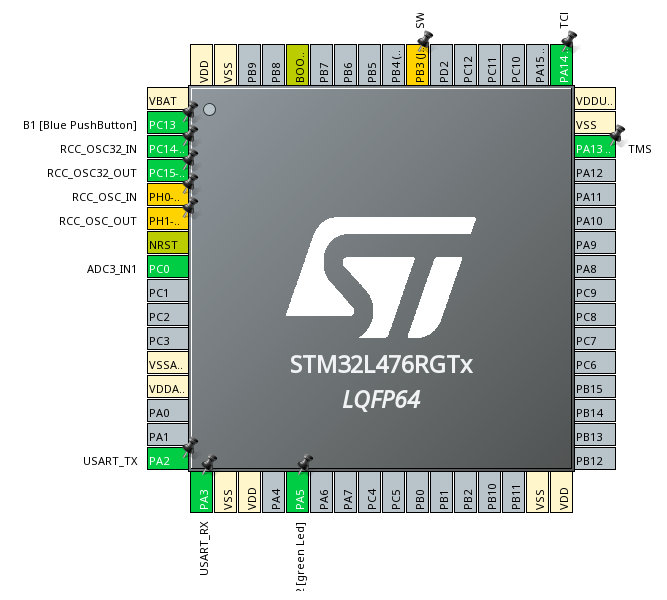 SW
TCI
VDD
VSS
PB9
PB8
BOO..
PB7
PB6
PB5
PB4 (..
PB3 (J..
PD2
PC12
PC11
PC10
PA15 ..
PA14..
B1 [Blue PushButton]
RCC_OSC32_IN
RCC_OSC32_OUT
RCC_OSC_IN
RCC_OSC_OUT
ADC3_IN1
USART_TX
VBAT
PC13
PC14-..
PC15-..
PH0-..
PH1-..
NRST
PC0
PC1
PC2
PC3
VSSA..
VDDA..
PA0
PA1
PA2
ST
STM32L476RGTx
LQFP64
VDDU..
VSS
PA13 ..
PA12
PA11
PA10
PA9
PA8
PC9
PC8
PC7
PC6
PB15
PB14
PB13
PB12
TMS
PA3
VSS
VDD
PA4
PA5
PA6
PA7
PC4
PC5
PB0
PB1
PB2
PB10
PB11
VSS
VDD
USART_RX
[green Led]